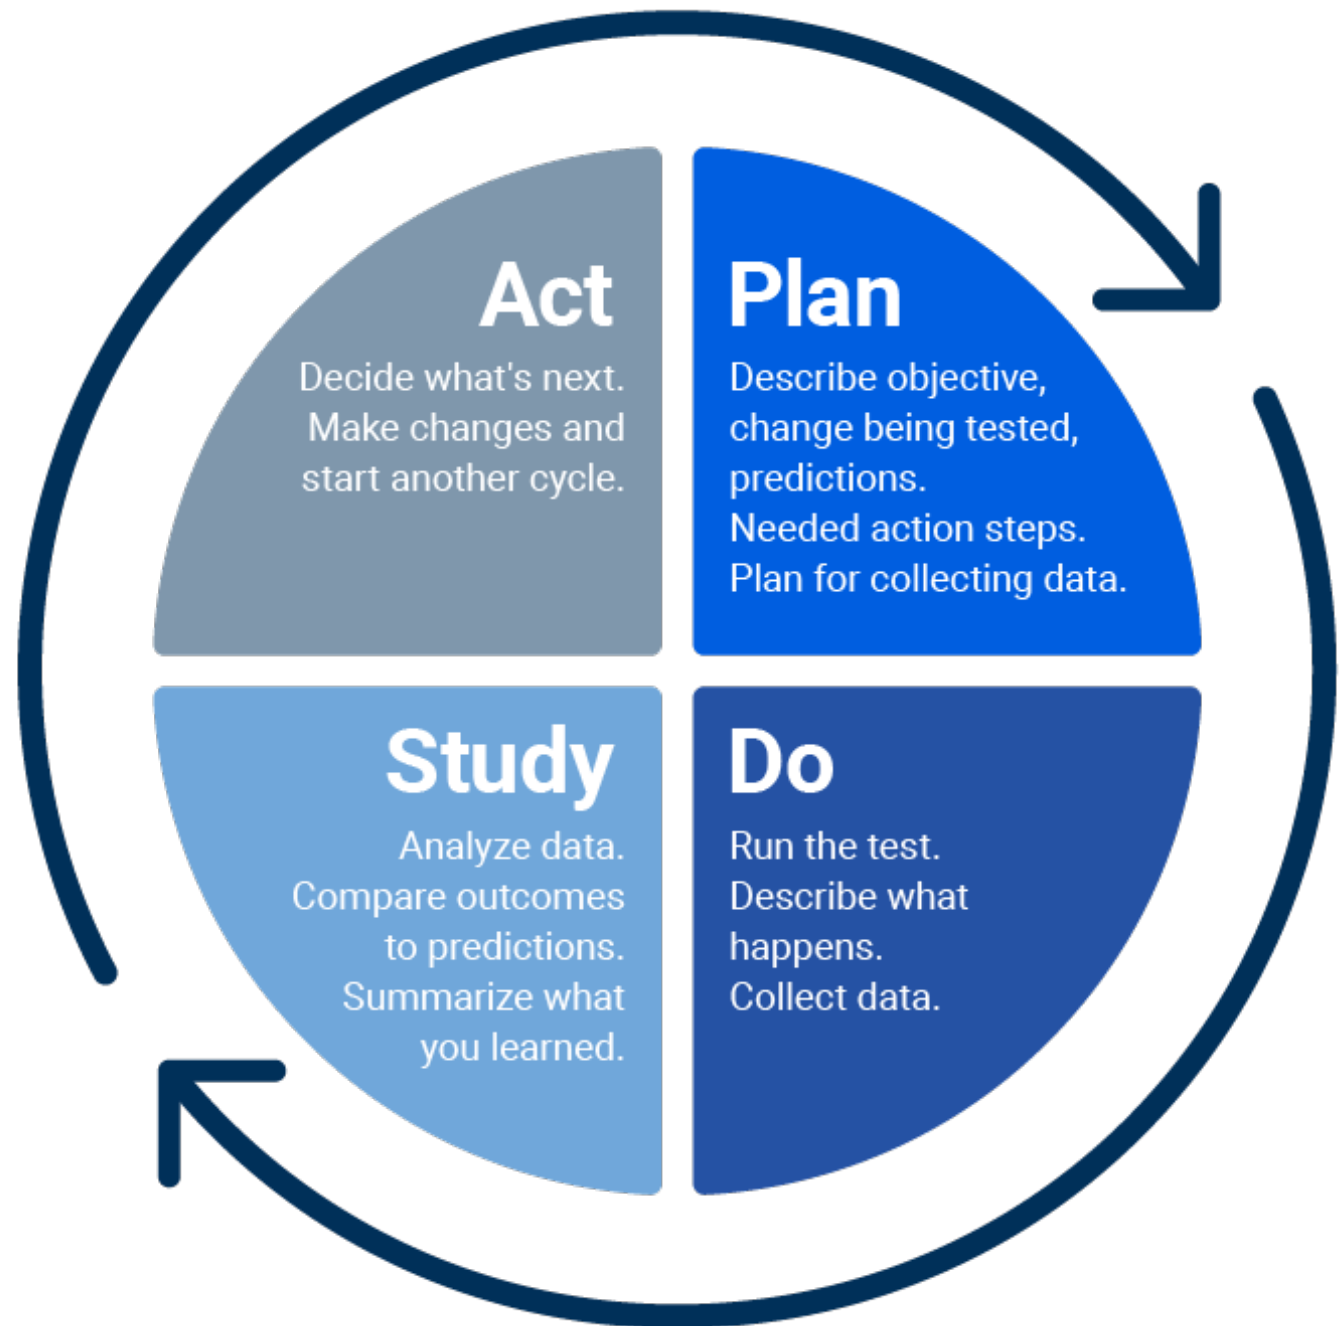 Act
Decide what's next.
Make changes and
start another cycle.
Plan
Describe objective,
change being tested,
predictions.
Needed action steps.
Plan for collecting data.
Study
Analyze data.
Compare outcomes
to predictions.
Summarize what
you learned.
Do
Run the test.
Describe what
happens.
Collect data.